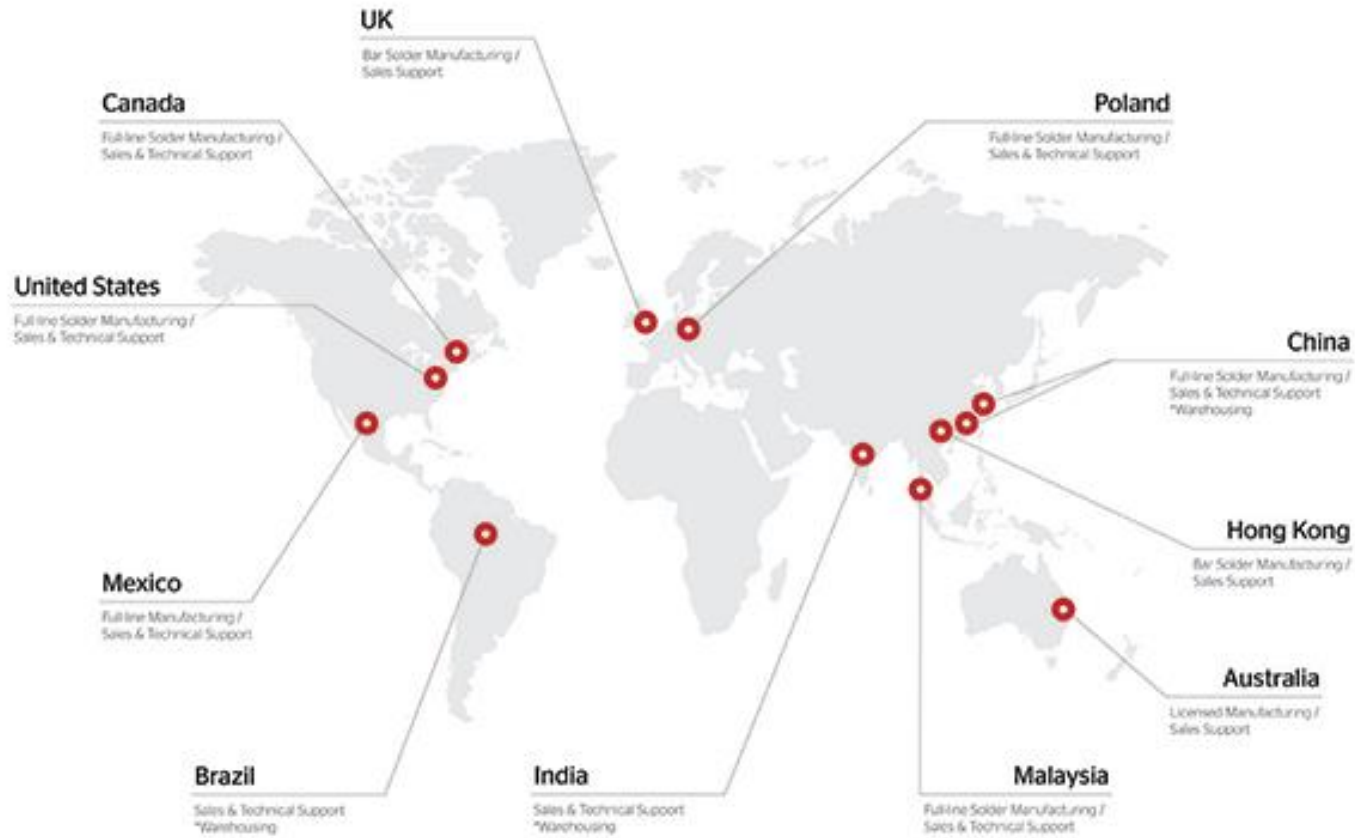 UK
Bar Solder Manufacturing /
Sales Support
Canada
Full-line Solder Manufacturing /
Sales & Technical Support
Poland
Full-line Solder Manufacturing /
Sales & Technical Support
United States
Full-line Solder Manufacturing /
Sales & Technical Support
China
Full-line Solder Manufacturing /
Sales & Technical Support
*Warehousing
Hong Kong
Bar Solder Manufacturing /
Sales Support
Mexico
Full-line Manufacturing /
Sales & Technical Support
Australia
Licensed Manufacturing /
Sales Support
Brazil
Sales & Technical Support
*Warehousing
India
Sales & Technical Support
*Warehousing
Malaysia
Full-line Solder Manufacturing /
Sales & Technical Support